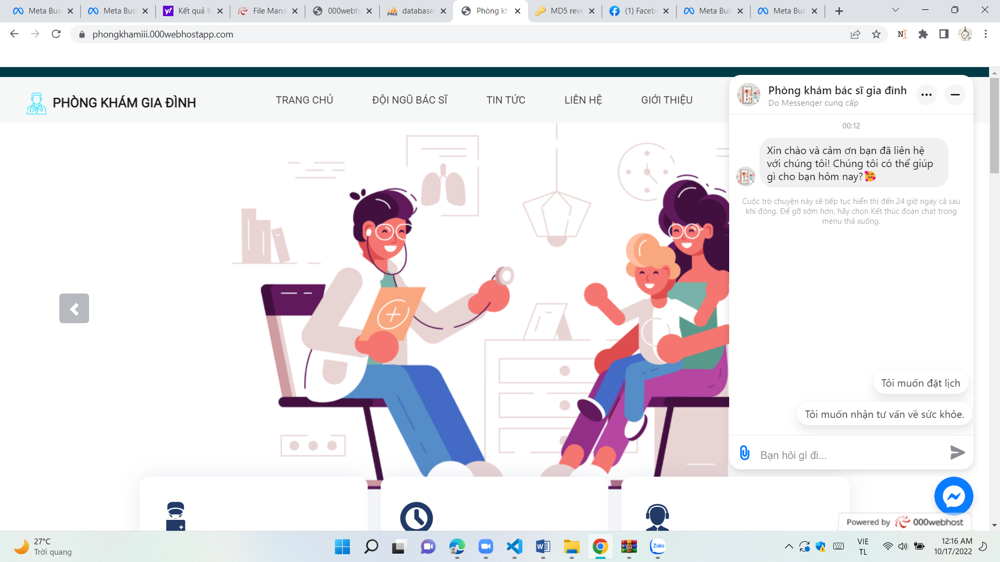 Meta Busi
Meta Busi
Kết quả t
File Mana
000webh
database
Phòng kh
MD5 reve
(1) Facebo
Meta Bus
Meta Bus
phongkhamiii.000webhostapp.com
PHÒNG KHÁM GIA ĐÌNH
TRANG CHỦ
ĐỘI NGŨ BÁC SĨ
TIN TỨC
LIÊN HỆ
GIỚI THIỆU
Phòng khám bác sĩ gia đình
Do Messenger cung cấp
00:12
Xin chào và cảm ơn bạn đã liên hệ
với chúng tôi! Chúng tôi có thể giúp
gì cho bạn hôm nay?🥰
Cuộc trò chuyện này sẽ tiếp tục hiển thị đến 24 giờ ngay cả sau
khi đóng. Để gỡ sớm hơn, hãy chọn Kết thúc đoạn chat trong
menu thả xuống.
Tôi muốn đặt lịch
Tôi muốn nhận tư vấn về sức khỏe.
Bạn hỏi gì đi...
Powered by 000webhost
27°C
Trời quang
Zalo
VIE
TL
12:16 AM
10/17/2022